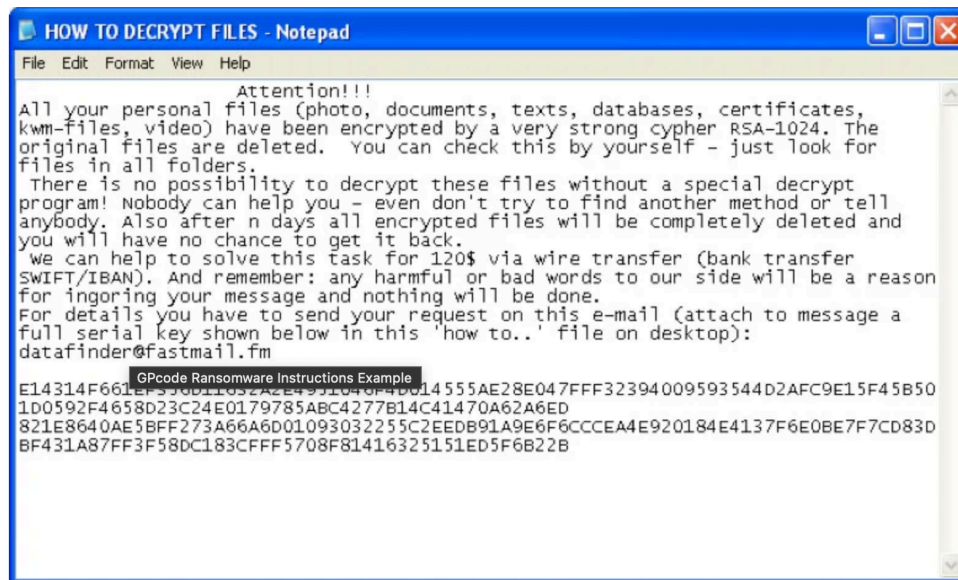 HOW TO DECRYPT FILES - Notepad
File Edit Format View Help
Attention!!!
All your personal files (photo, documents, texts, databases, certificates,
kwm-files, video) have been encrypted by a very strong cypher RSA-1024. The
original files are deleted. You can check this by yourself - just look for
files in all folders.
There is no possibility to decrypt these files without a special decrypt
program! Nobody can help you - even don't try to find another method or tell
anybody. Also after n days all encrypted files will be completely deleted and
you will have no chance to get it back.
We can help to solve this task for 120$ via wire transfer (bank transfer
SWIFT/IBAN). And remember: any harmful or bad words to our side will be a reason
for ingoring your message and nothing will be done.
For details you have to send your request on this e-mail (attach to message a
full serial key shown below in this 'how to..' file on desktop):
datafinder@fastmail.fm
GPcode Ransomware Instructions Example
1D0592F4658D23C24E0179785ABC4277B14C41470A62A6ED
821E8640AE5BFF273A66A6D01093032255C2EEDB91A9E6F6CCCEA4E920184E4137F6E0BE7F7CD83D
BF431A87FF3F58DC183CFFF5708F81416325151ED5F6B22B